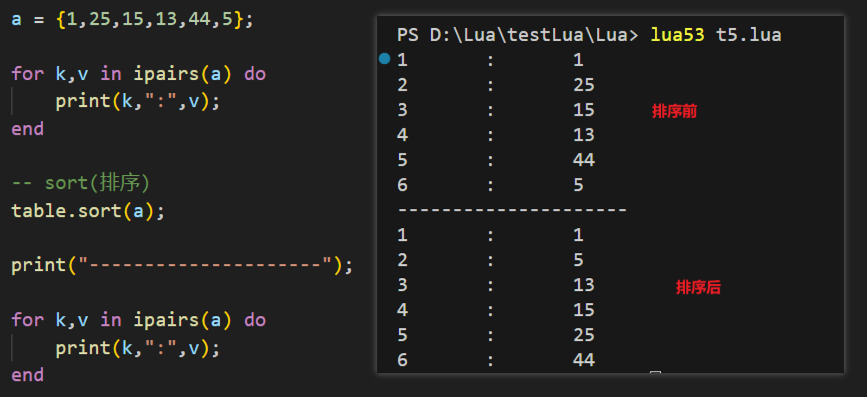 a = {1,25,15,13,44,5};
for k,v in ipairs(a) do
print(k,":",v);
end
-- sort(排序)
table.sort(a);
print("---------------------");
for k,v in ipairs(a) do
print(k,":",v);
end
PS D:\Lua\testLua\Lua> lua53 t5.lua
1 : 1
2 : 25
3 : 15 排序前
4 : 13
5 : 44
6 : 5
---------------------
1 : 1
2 : 5
3 : 13 排序后
4 : 15
5 : 25
6 : 44